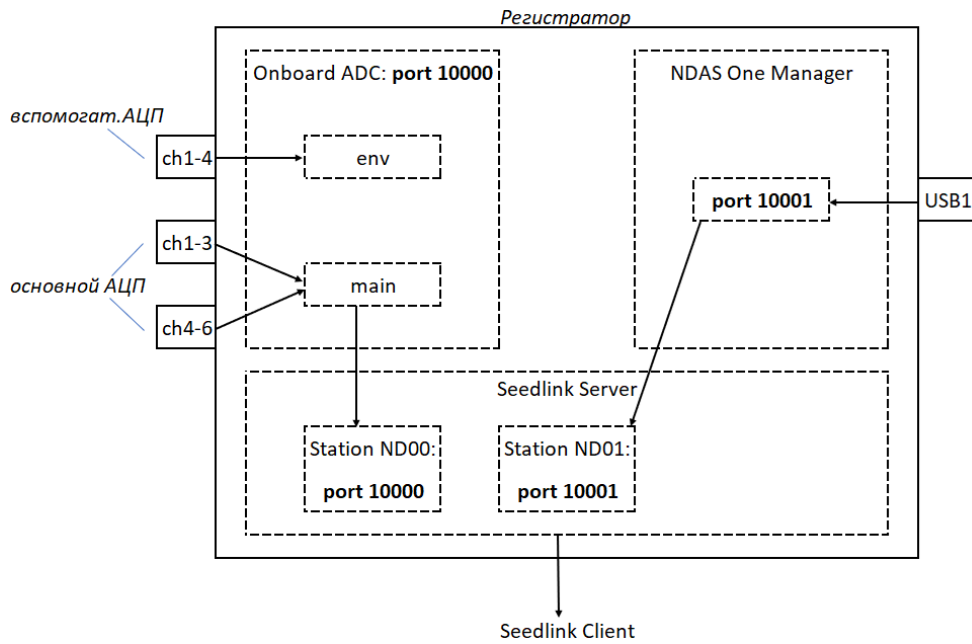 Регистратор
Onboard ADC: port 10000
NDAS One Manager
вспомогат.АЦП
ch1-4
env
port 10001
USB1
ch1-3
основной АЦП
main
ch4-6
Seedlink Server
Station ND00:
port 10000
Station ND01:
port 10001
Seedlink Client